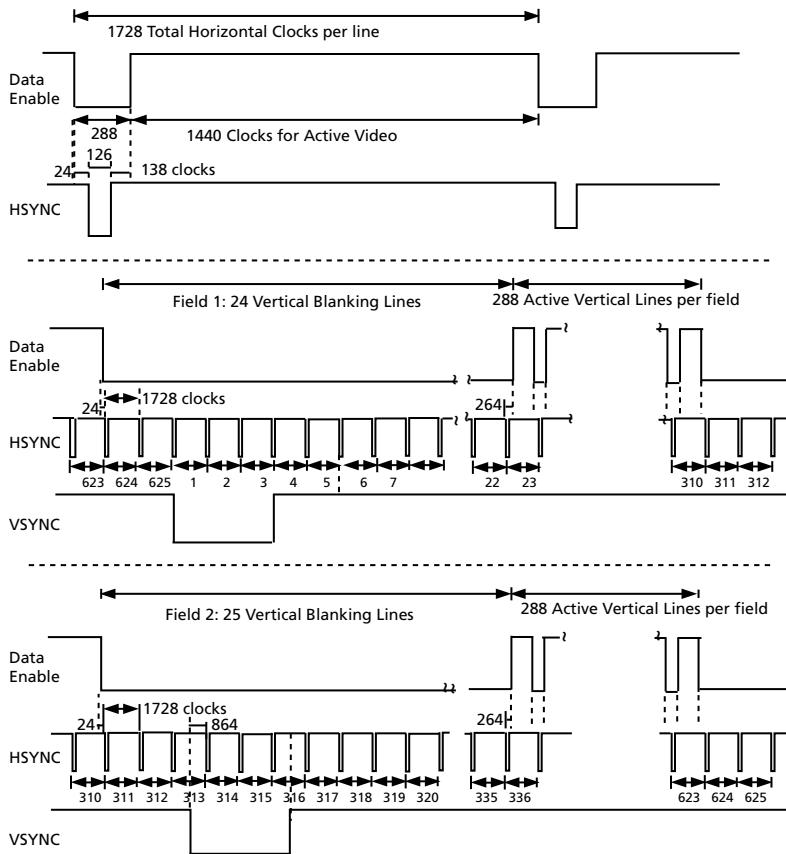 1728 Total Horizontal Clocks per line
Data
Enable
288
1440 Clocks for Active Video
126
24
138 clocks
HSYNC
Field 1: 24 Vertical Blanking Lines
288 Active Vertical Lines per field
Data
Enable
24
1728 clocks
264
HSYNC
623 624 625 1 2 3 4 5 6 7 22 23 310 311 312
VSYNC
Field 2: 25 Vertical Blanking Lines
288 Active Vertical Lines per field
Data
Enable
1728 clocks
24
864
264
HSYNC
310 311 312 313 314 315 316 317 318 319 320 335 336 623 624 625
VSYNC